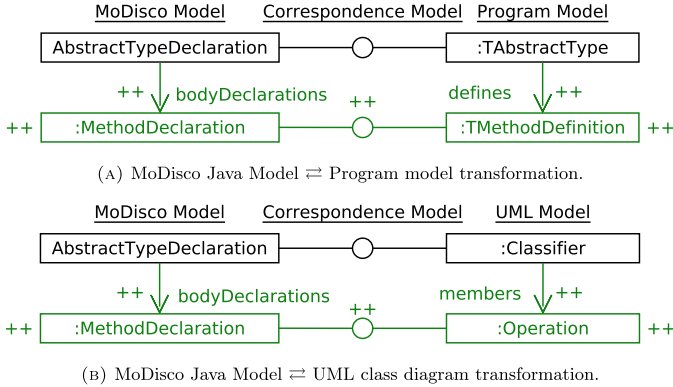 MoDisco Model Correspondence Model Program Model
AbstractTypeDeclaration :TAbstractType
++ bodyDeclarations ++ defines ++
++ :MethodDeclaration :TMethodDefinition ++
(A) MoDisco Java Model ⇄ Program model transformation.
MoDisco Model Correspondence Model UML Model
AbstractTypeDeclaration :Classifier
++ bodyDeclarations ++ members ++
++ :MethodDeclaration :Operation ++
(B) MoDisco Java Model ⇄ UML class diagram transformation.